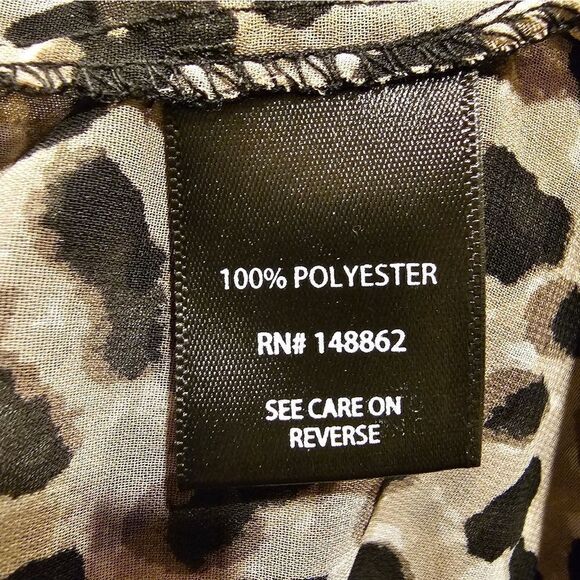 100% POLYESTER
RN# 148862
SEE CARE ON
REVERSE